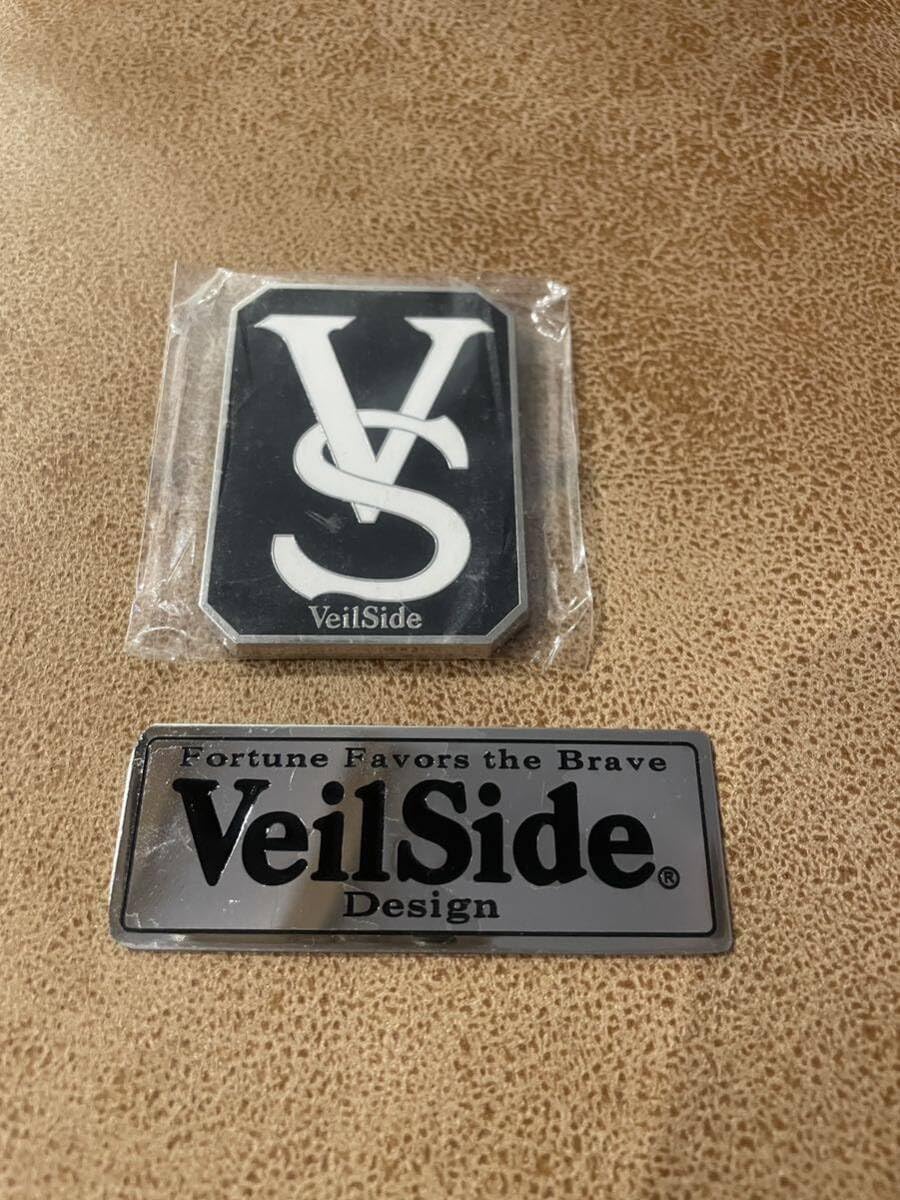 VS
VeilSide
Fortune Favors the Brave
VeilSide®
Design